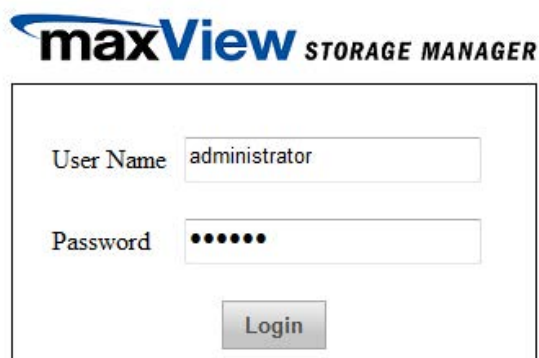 maxView STORAGE MANAGER
User Name administrator
Password ••••••
Login